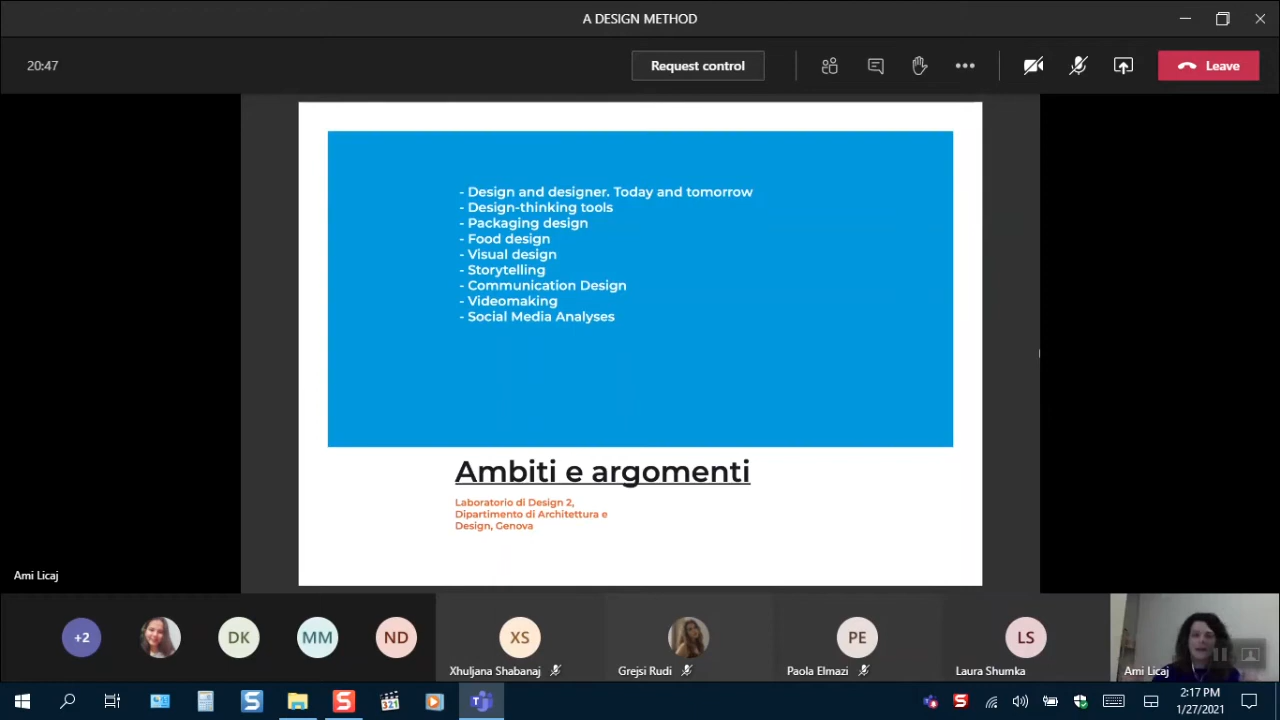 A DESIGN METHOD
20:47
Request control
Leave
- Design and designer. Today and tomorrow
- Design-thinking tools
- Packaging design
- Food design
- Visual design
- Storytelling
- Communication Design
- Videomaking
- Social Media Analyses
Ambiti e argomenti
Laboratorio di Design 2,
Dipartimento di Architettura e
Design, Genova
Ami Licaj
+2
DK
MM
ND
XS
PE
LS
Xhuljana Shabanaj
Grejsi Rudi
Paola Elmazi
Laura Shumka
Ami Licaj
321
2:17 PM
1/27/2021